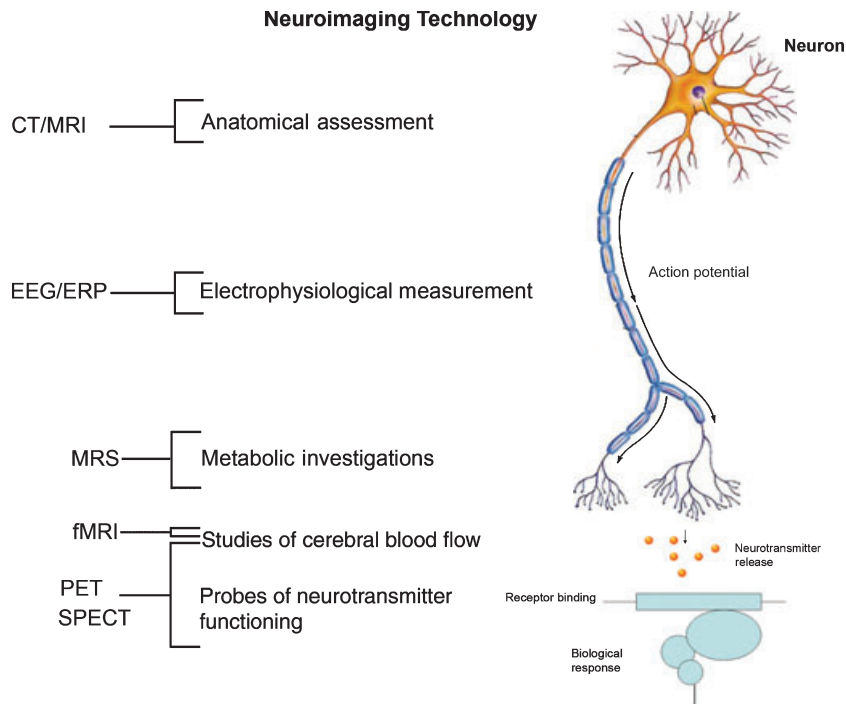 Neuroimaging Technology
Neuron
CT/MRI
Anatomical assessment
Action potential
EEG/ERP
Electrophysiological measurement
MRS
Metabolic investigations
fMRI
Studies of cerebral blood flow
Neurotransmitter
release
PET
SPECT
Probes of neurotransmitter
functioning
Receptor binding
Biological
response